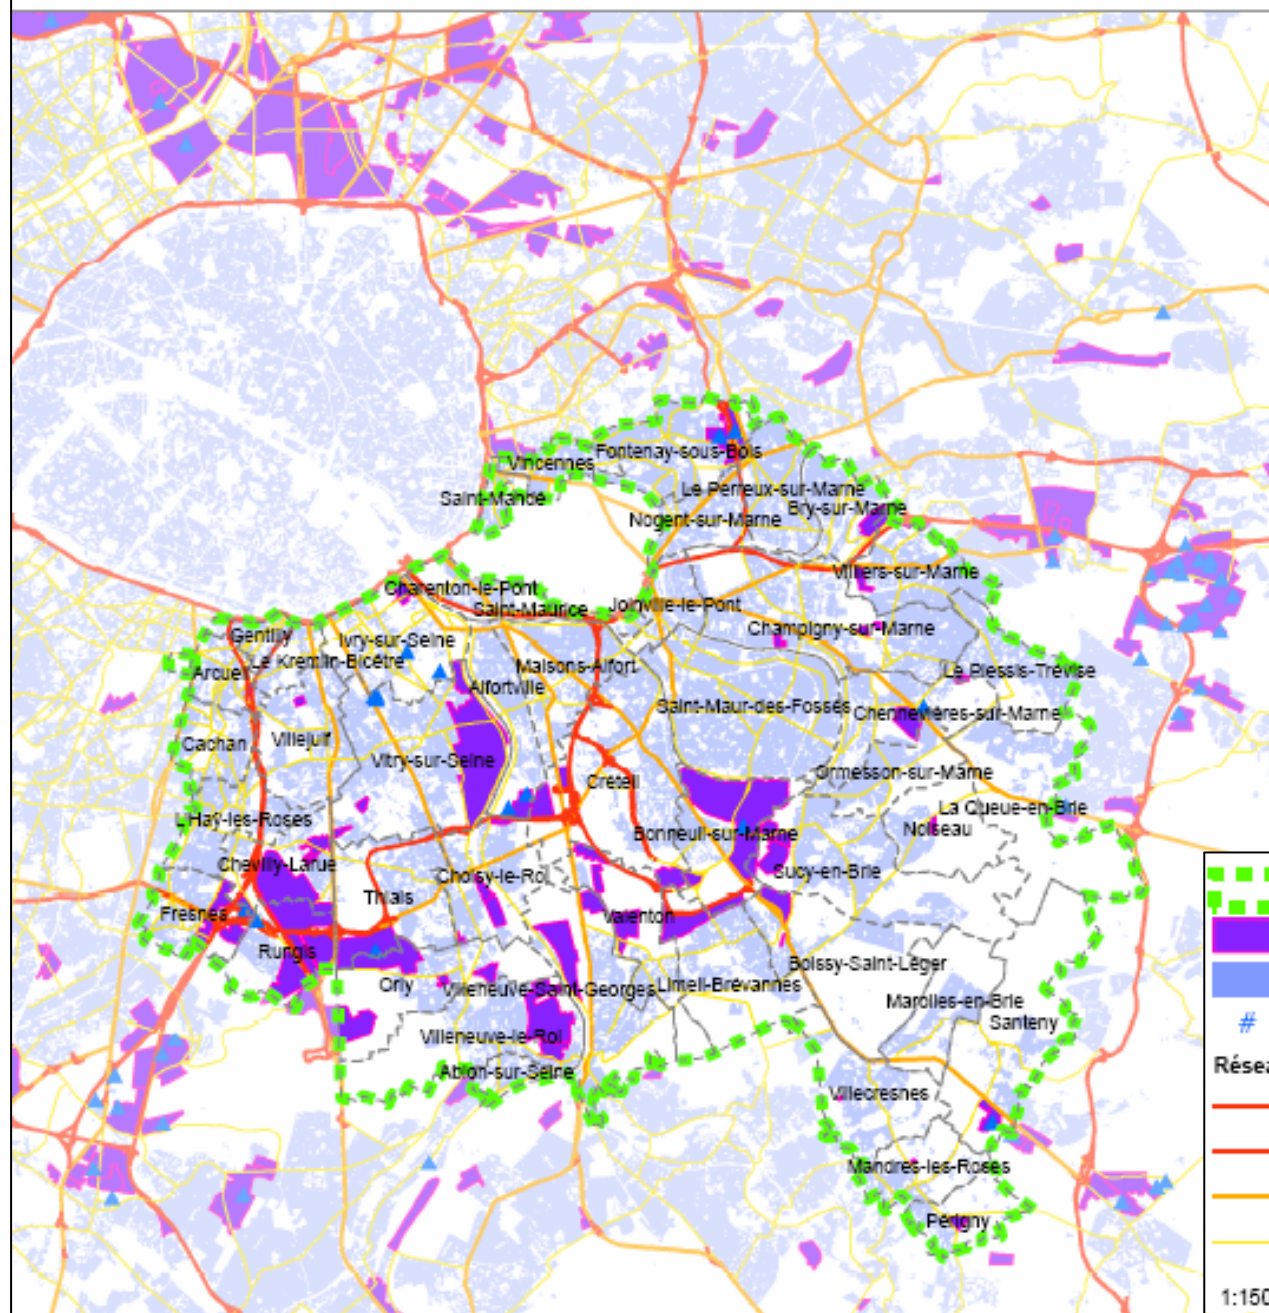 Fontenay-sous-Bois
Vincennes
Le Perreux-sur-Marne
Saint-Mandé
Bry-sur-Marne
Nogent-sur-Marne
Villiers-sur-Marne
Charenton-le-Pont
Saint-Maurice
Joinville-le-Pont
Champigny-sur-Marne
Gentilly
Ivry-sur-Seine
Le Kremlin-Bicêtre
Maisons-Alfort
Arcueil
Le Plessis-Trévise
Alfortville
Saint-Maur-des-Fossés
Chennevières-sur-Marne
Villejuif
Cachan
Vitry-sur-Seine
Ormesson-sur-Marne
Créteil
La Queue-en-Brie
L'Haÿ-les-Roses
Noiseau
Bonneuil-sur-Marne
Chevilly-Larue
Sucy-en-Brie
Choisy-le-Roi
Thiais
Fresnes
Valenton
Rungis
Boissy-Saint-Léger
Orly
Villeneuve-Saint-Georges
Limeil-Brévannes
Marolles-en-Brie
Santeny
#
Villeneuve-le-Roi
Résea
Ablon-sur-Seine
Villecresnes
Mandres-les-Roses
Périgny
1:150